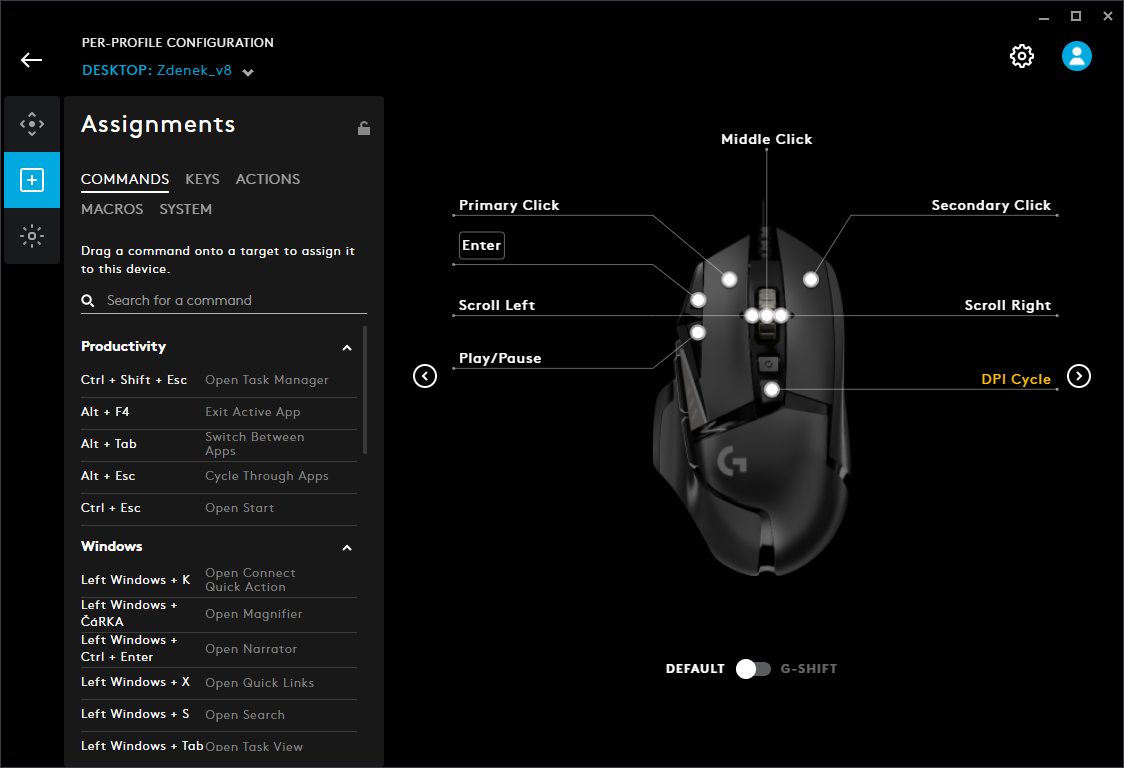 PER-PROFILE CONFIGURATION
DESKTOP: Zdenek_v8
Assignments
COMMANDS KEYS ACTIONS
MACROS SYSTEM
Drag a command onto a target to assign it
to this device.
Search for a command
Productivity
Ctrl + Shift + Esc Open Task Manager
Alt + F4 Exit Active App
Alt + Tab Switch Between
Apps
Alt + Esc Cycle Through Apps
Ctrl + Esc Open Start
Windows
Left Windows + K Open Connect
Quick Action
Left Windows +
ČáRKA Open Magnifier
Left Windows +
Ctrl + Enter Open Narrator
Left Windows + X Open Quick Links
Left Windows + S Open Search
Left Windows + Tab Open Task View
Middle Click
Primary Click
Secondary Click
Enter
Scroll Left
Scroll Right
Play/Pause
DPI Cycle
G
DEFAULT G-SHIFT